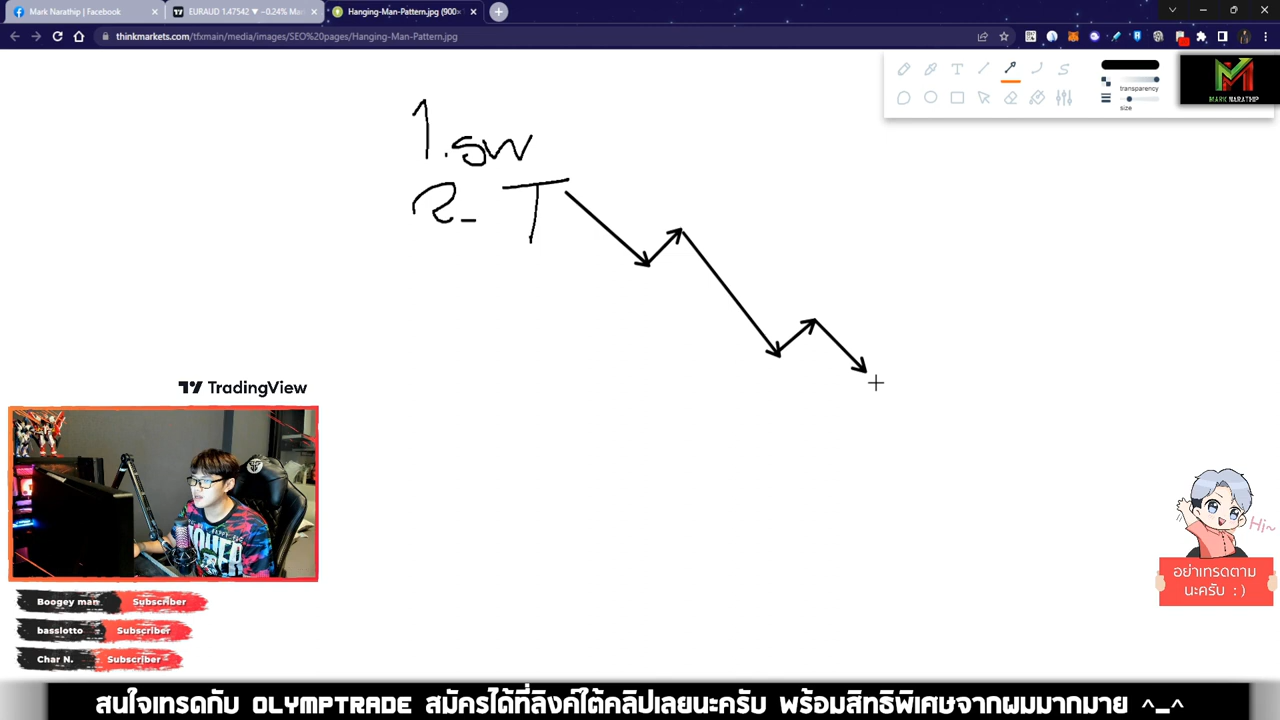 Mark Narathip | Facebook
EURAUD 1.47542 ▼ −0.24% Ma
Hanging-Man-Pattern.jpg (900×
thinkmarkets.com/tfxmain/media/images/SEO%20pages/Hanging-Man-Pattern.jpg
T
S
transparency
size
MARK NARATHIP
1.SW
2- T
TradingView
Hi~
อย่าเทรดตาม
นะครับ :)
Boogey man Subscriber
basslotto Subscriber
Char N. Subscriber
สนใจเทรดกับ OLYMPTRADE สมัครได้ที่ลิงค์ใต้คลิปเลยนะครับ พร้อมสิทธิพิเศษจากผมมากมาย ^_^